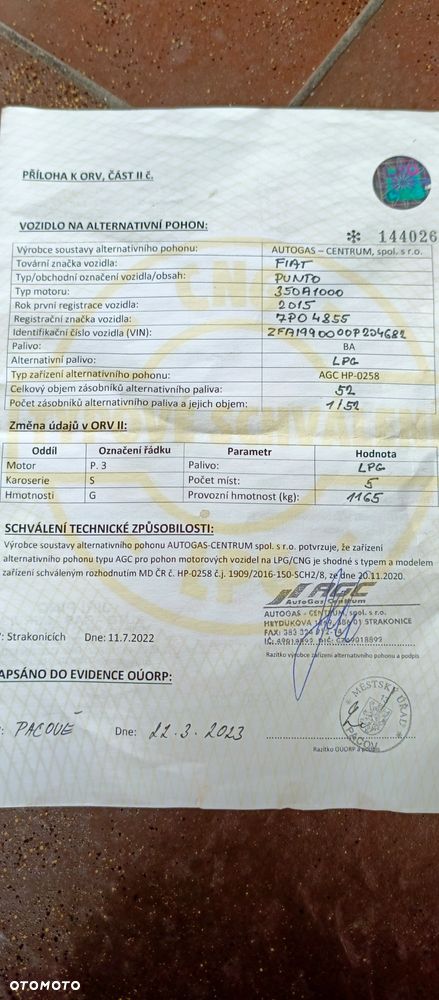 PŘÍLOHA K ORV, ČÁST II č.
VOZIDLO NA ALTERNATIVNÍ POHON:
✻ 144026
Výrobce soustavy alternativního pohonu: AUTOGAS – CENTRUM, spol. s r.o.
Tovární značka vozidla: FIAT
Typ/obchodní označení vozidla/obsah: PUNTO
Typ motoru: 350A1000
Rok první registrace vozidla: 2015
Registrační značka vozidla: 7PO 4855
Identifikační číslo vozidla (VIN): ZFA1990000P204682
Palivo: BA
Alternativní palivo: LPG
Typ zařízení alternativního pohonu: AGC HP-0258
Celkový objem zásobníků alternativního paliva: 52
Počet zásobníků alternativního paliva a jejich objem: 1/52
Změna údajů v ORV II:
Oddíl Označení řádku Parametr Hodnota
Motor P. 3 Palivo: LPG
Karoserie S Počet míst: 5
Hmotnosti G Provozní hmotnost (kg): 1165
SCHVÁLENÍ TECHNICKÉ ZPŮSOBILOSTI:
Výrobce soustavy alternativního pohonu AUTOGAS-CENTRUM spol. s r.o. potvrzuje, že zařízení
alternativního pohonu typu AGC pro pohon motorových vozidel na LPG/CNG je shodné s typem a modelem
zařízení schváleným rozhodnutím MD ČR č. HP-0258 č.j. 1909/2016-150-SCH2/8, ze dne 20.11.2020.
AGC
AutoGas Centrum
AUTOGAS - CENTRUM, spol. s r.o.
HEYDUKOVA 386 01 STRAKONICE
FAX: 383
Strakonicích Dne: 11.7.2022
Razítko výrobce zařízení alternativního pohonu a podpis
APSÁNO DO EVIDENCE OÚORP:
PACOVĚ Dne: 22.3.2023
MĚSTSKÝ ÚŘAD
PACOV
Razítko OÚORP a podpis
OTOMOTO